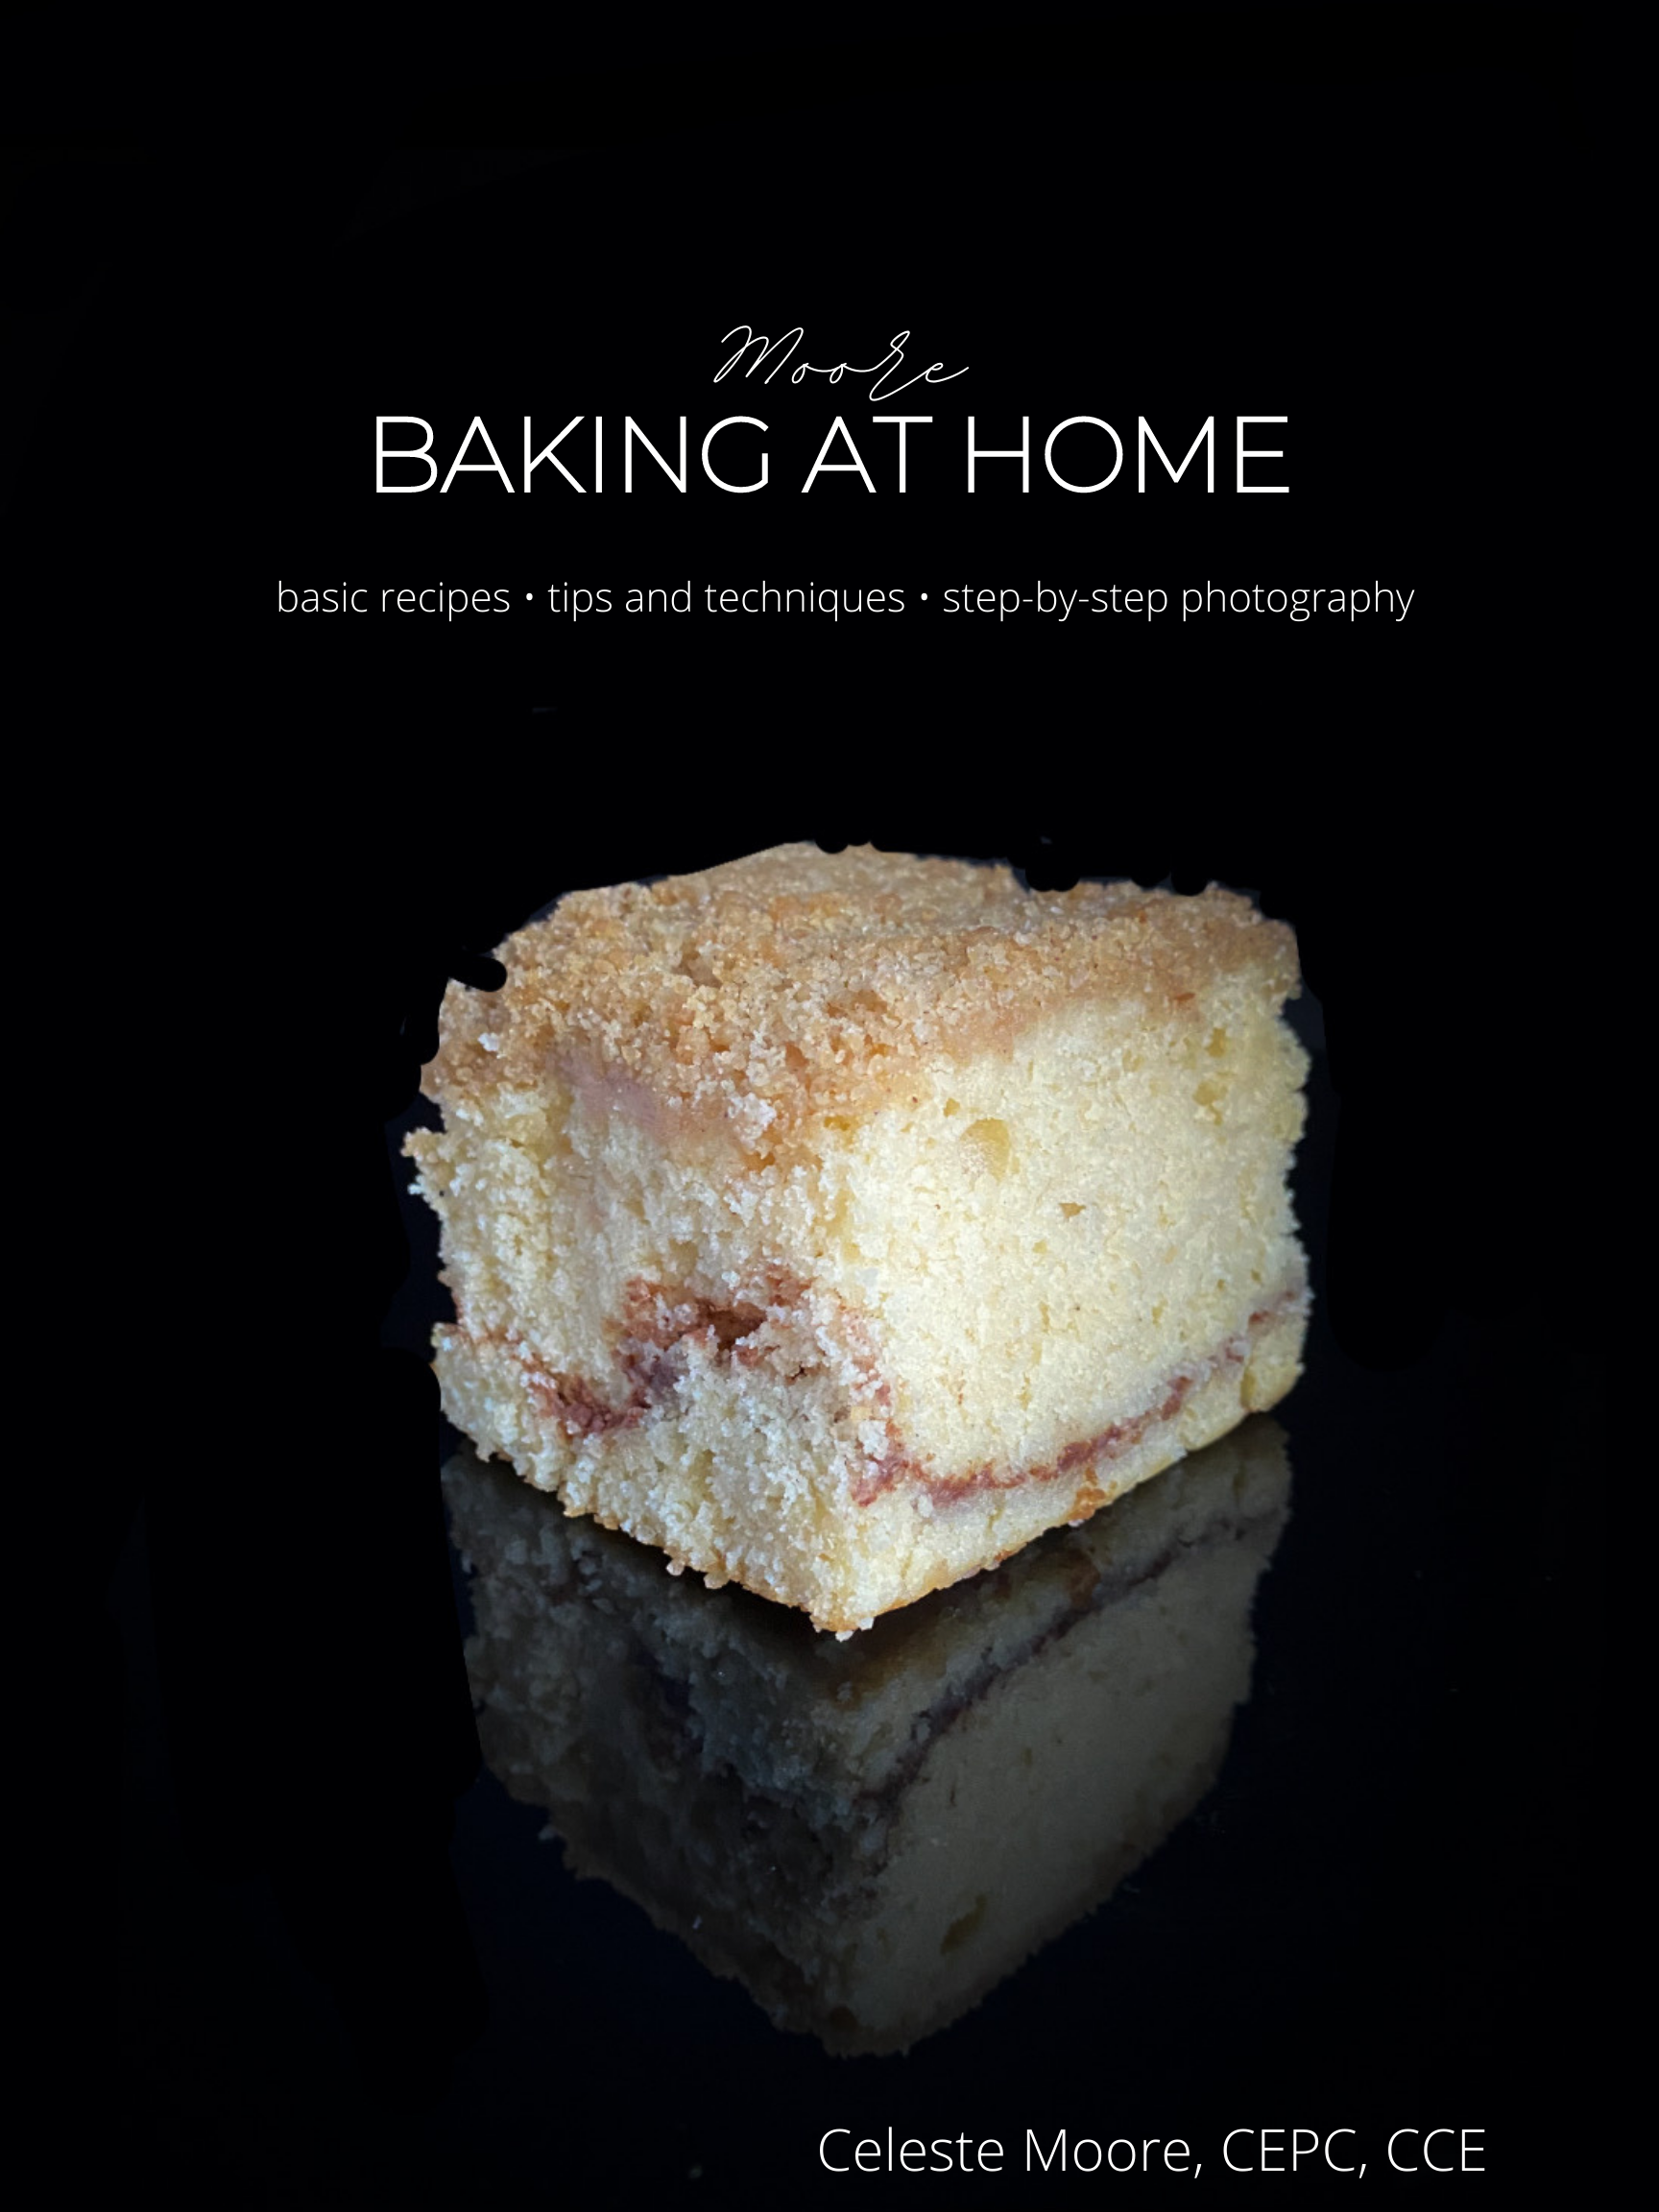 Moore
BAKING AT HOME
basic recipes • tips and techniques • step-by-step photography
Celeste Moore, CEPC, CCE